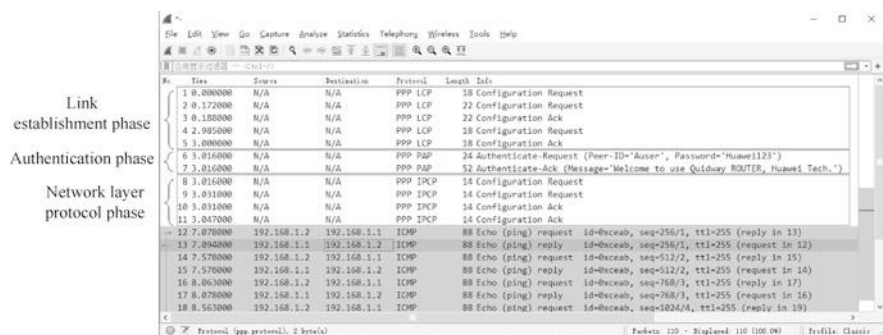 File Edit View Go Capture Analyze Statistics Telephony Wireless Tools Help
No. Time Source Destination Protocol Length Info
Link
establishment phase
1 0.000000 N/A N/A PPP LCP 18 Configuration Request
2 0.172000 N/A N/A PPP LCP 22 Configuration Request
3 0.188000 N/A N/A PPP LCP 22 Configuration Ack
4 2.985000 N/A N/A PPP LCP 18 Configuration Request
5 3.000000 N/A N/A PPP LCP 18 Configuration Ack
Authentication phase
6 3.016000 N/A N/A PPP PAP 24 Authenticate-Request (Peer-ID='Auser', Password='Huawei123')
7 3.016000 N/A N/A PPP PAP 52 Authenticate-Ack (Message='Welcome to use Quidway ROUTER, Huawei Tech.')
Network layer
protocol phase
8 3.016000 N/A N/A PPP IPCP 14 Configuration Request
9 3.031000 N/A N/A PPP IPCP 14 Configuration Request
10 3.031000 N/A N/A PPP IPCP 14 Configuration Ack
11 3.047000 N/A N/A PPP IPCP 14 Configuration Ack
12 7.078000 192.168.1.2 192.168.1.1 ICMP 88 Echo (ping) request id=0xceab, seq=256/1, ttl=255 (reply in 13)
13 7.094000 192.168.1.1 192.168.1.2 ICMP 88 Echo (ping) reply id=0xceab, seq=256/1, ttl=255 (request in 12)
14 7.578000 192.168.1.2 192.168.1.1 ICMP 88 Echo (ping) request id=0xceab, seq=512/2, ttl=255 (reply in 15)
15 7.578000 192.168.1.1 192.168.1.2 ICMP 88 Echo (ping) reply id=0xceab, seq=512/2, ttl=255 (request in 14)
16 8.063000 192.168.1.2 192.168.1.1 ICMP 88 Echo (ping) request id=0xceab, seq=768/3, ttl=255 (reply in 17)
17 8.078000 192.168.1.1 192.168.1.2 ICMP 88 Echo (ping) reply id=0xceab, seq=768/3, ttl=255 (request in 16)
18 8.563000 192.168.1.2 192.168.1.1 ICMP 88 Echo (ping) request id=0xceab, seq=1024/4, ttl=255 (reply in 19)
Protocol (ppp.protocol), 2 byte(s) Packets: 110 · Displayed: 110 (100.0%) Profile: Classic